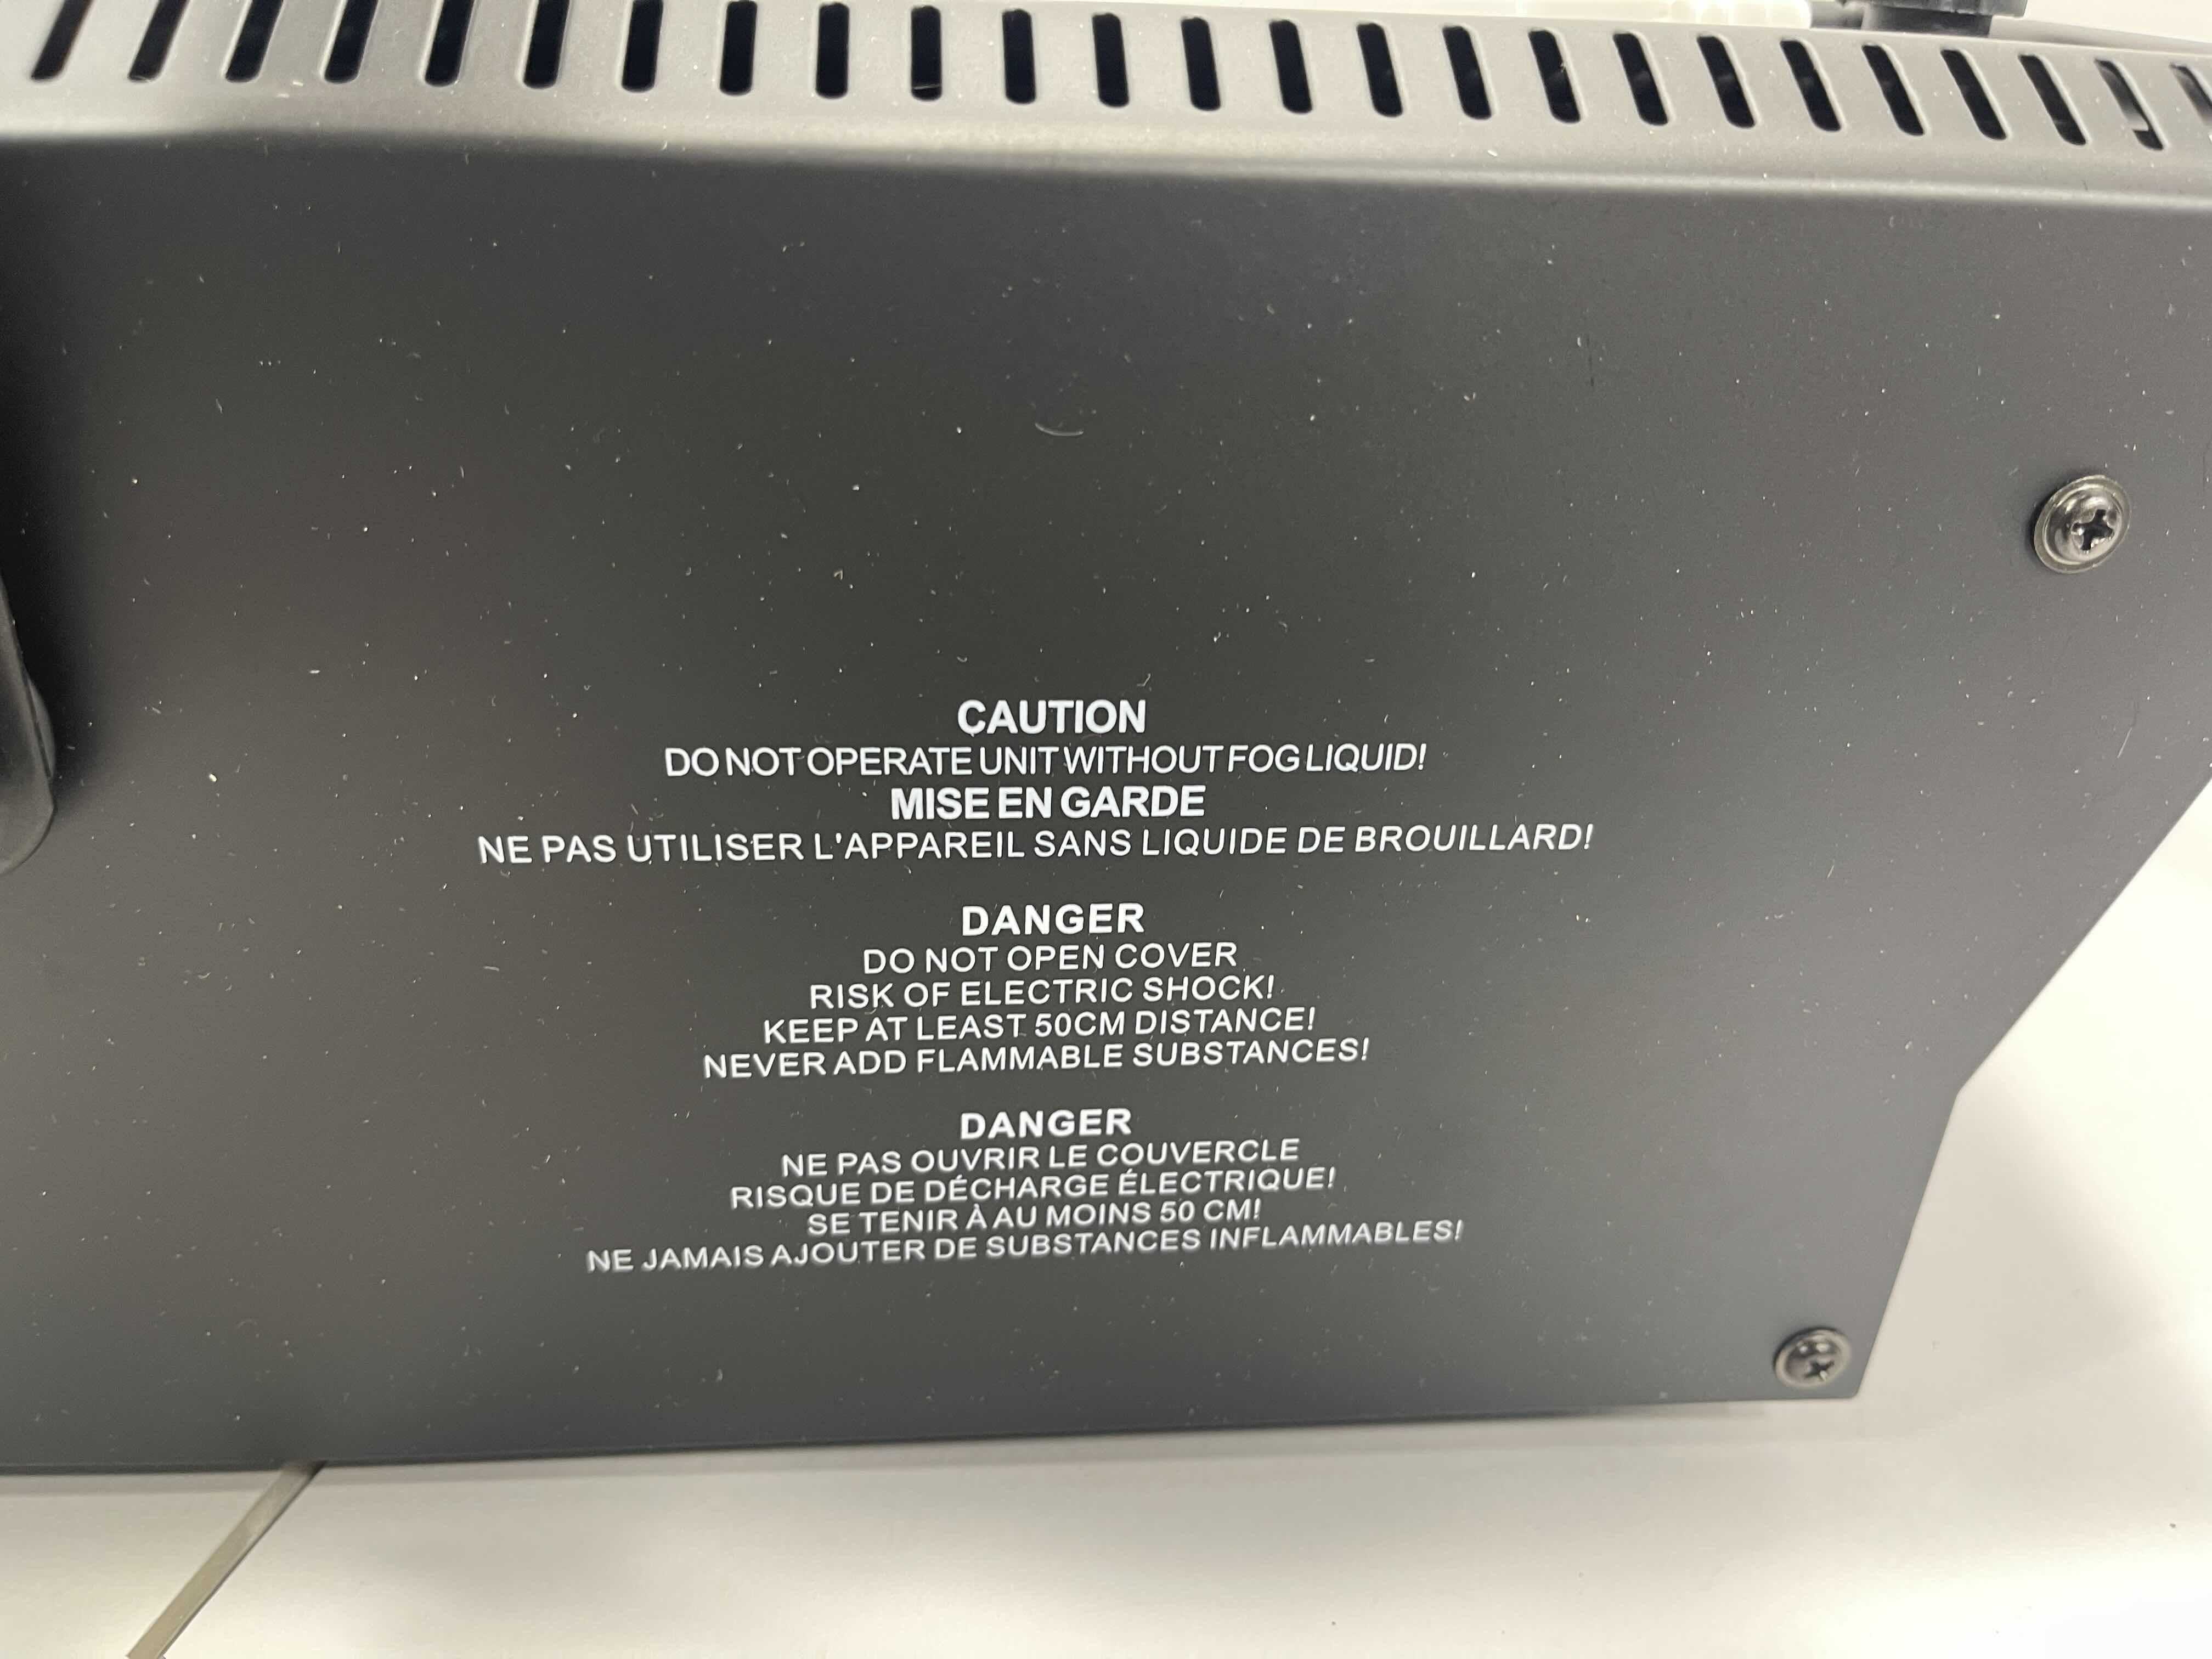 CAUTION
DO NOT OPERATE UNIT WITHOUT FOG LIQUID!
MISE EN GARDE
NE PAS UTILISER L'APPAREIL SANS LIQUIDE DE BROUILLARD!
DANGER
DO NOT OPEN COVER
RISK OF ELECTRIC SHOCK!
KEEP AT LEAST 50CM DISTANCE!
NEVER ADD FLAMMABLE SUBSTANCES!
DANGER
NE PAS OUVRIR LE COUVERCLE
RISQUE DE DÉCHARGE ÉLECTRIQUE!
SE TENIR À AU MOINS 50 CM!
NE JAMAIS AJOUTER DE SUBSTANCES INFLAMMABLES!